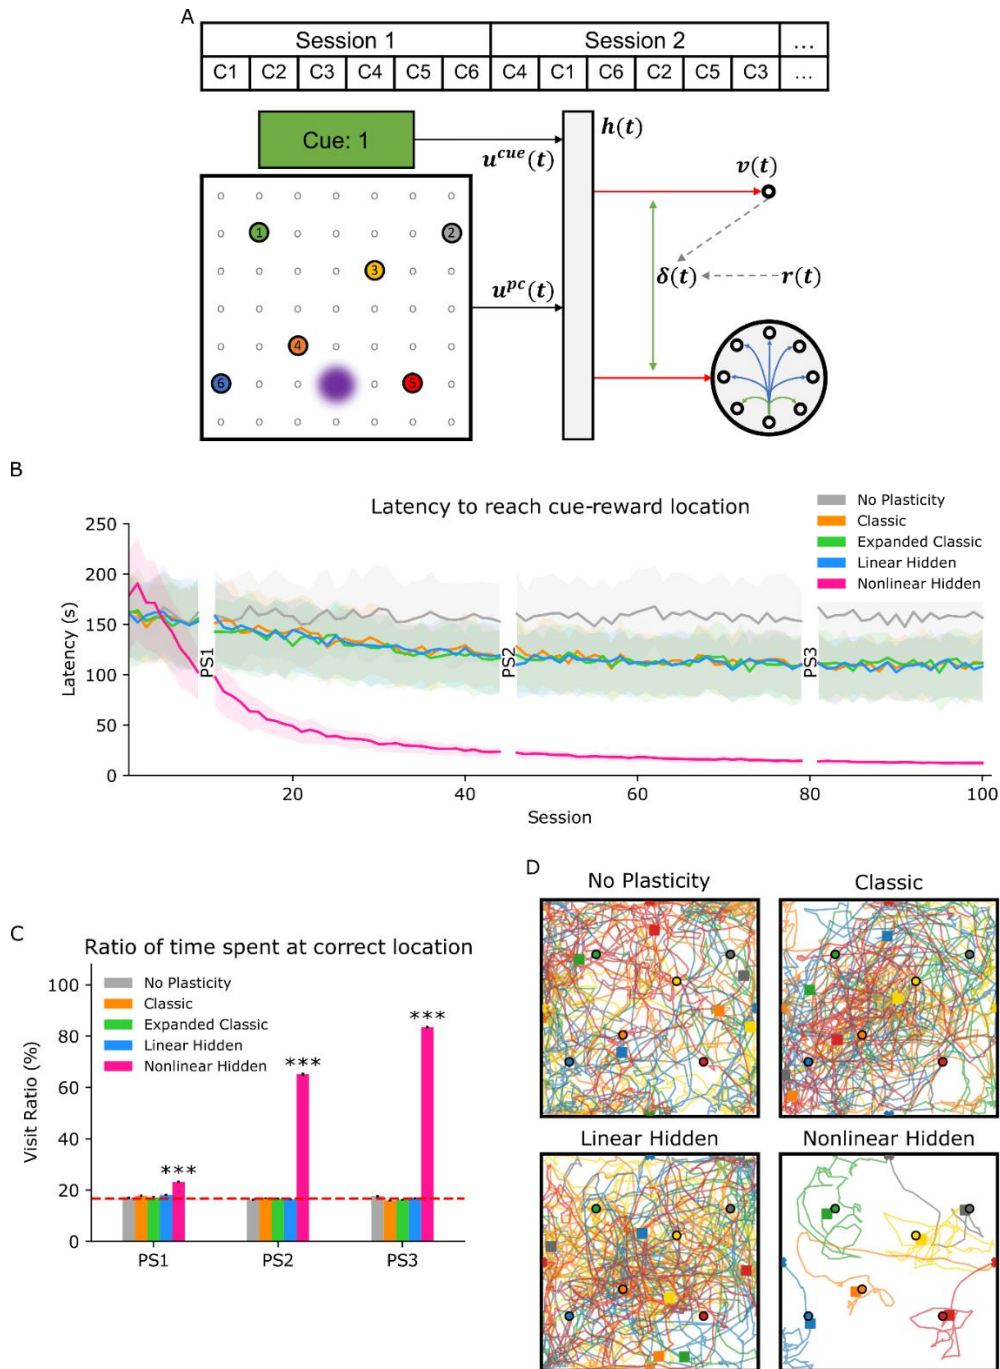 A
Session 1 Session 2 ...
C1 C2 C3 C4 C5 C6 C4 C1 C6 C2 C5 C3 ...
Cue: 1
h(t)
u^cue(t)
v(t)
1 2
3
δ(t) r(t)
u^pc(t)
4
6 5
B
Latency to reach cue-reward location
No Plasticity
Classic
Expanded Classic
Linear Hidden
Nonlinear Hidden
Latency (s)
250
200
150
100
50
0
PS1 PS2 PS3
20 40 60 80 100
Session
C
Ratio of time spent at correct location
No Plasticity
Classic
Expanded Classic
Linear Hidden
Nonlinear Hidden
Visit Ratio (%)
100
80
60
40
20
0
*** *** ***
PS1 PS2 PS3
D
No Plasticity Classic
Linear Hidden Nonlinear Hidden